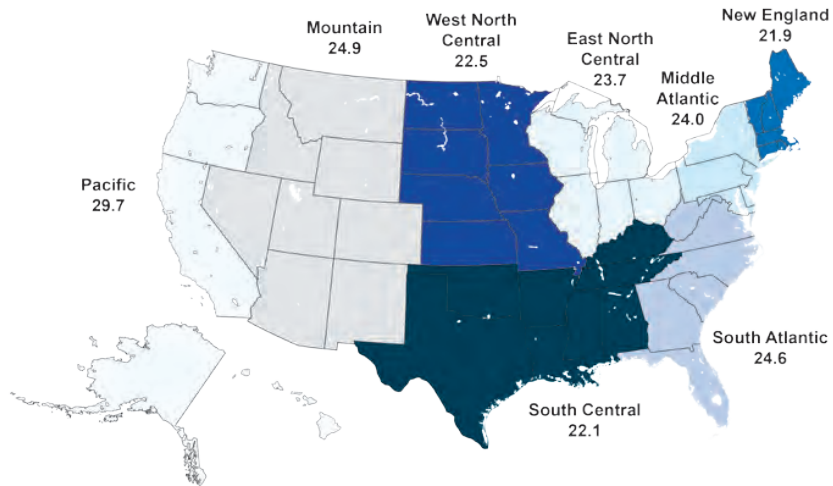 New England
21.9
West North
Central
22.5
Mountain
24.9
East North
Central
23.7
Middle
Atlantic
24.0
Pacific
29.7
South Atlantic
24.6
South Central
22.1